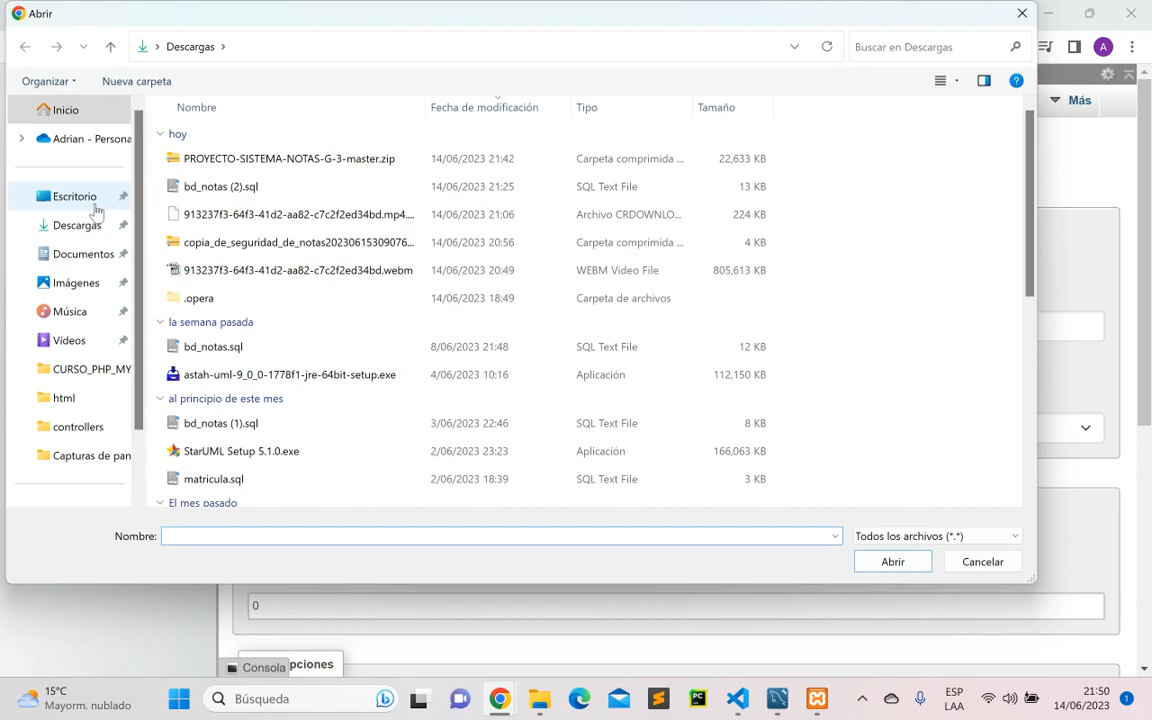 Abrir
Descargas
Buscar en Descargas
A
Organizar
Nueva carpeta
Más
Inicio
Adrian - Persona
Escritorio
Descargas
Documentos
Imágenes
Música
Vídeos
CURSO_PHP_MY
html
controllers
Capturas de pan
Nombre Fecha de modificación Tipo Tamaño
hoy
PROYECTO-SISTEMA-NOTAS-G-3-master.zip 14/06/2023 21:42 Carpeta comprimida ... 22,633 KB
bd_notas (2).sql 14/06/2023 21:25 SQL Text File 13 KB
913237f3-64f3-41d2-aa82-c7c2f2ed34bd.mp4.... 14/06/2023 21:06 Archivo CRDOWNLO... 224 KB
copia_de_seguridad_de_notas20230615309076... 14/06/2023 20:56 Carpeta comprimida ... 4 KB
913237f3-64f3-41d2-aa82-c7c2f2ed34bd.webm 14/06/2023 20:49 WEBM Video File 805,613 KB
.opera 14/06/2023 18:49 Carpeta de archivos
la semana pasada
bd_notas.sql 8/06/2023 21:48 SQL Text File 12 KB
astah-uml-9_0_0-1778f1-jre-64bit-setup.exe 4/06/2023 10:16 Aplicación 112,150 KB
al principio de este mes
bd_notas (1).sql 3/06/2023 22:46 SQL Text File 8 KB
StarUML Setup 5.1.0.exe 2/06/2023 23:23 Aplicación 166,063 KB
matricula.sql 2/06/2023 18:39 SQL Text File 3 KB
El mes pasado
Nombre:
Todos los archivos (*.*)
Abrir
Cancelar
0
Consola
pciones
15°C
Mayorm. nublado
Búsqueda
ESP
LAA
21:50
14/06/2023
1